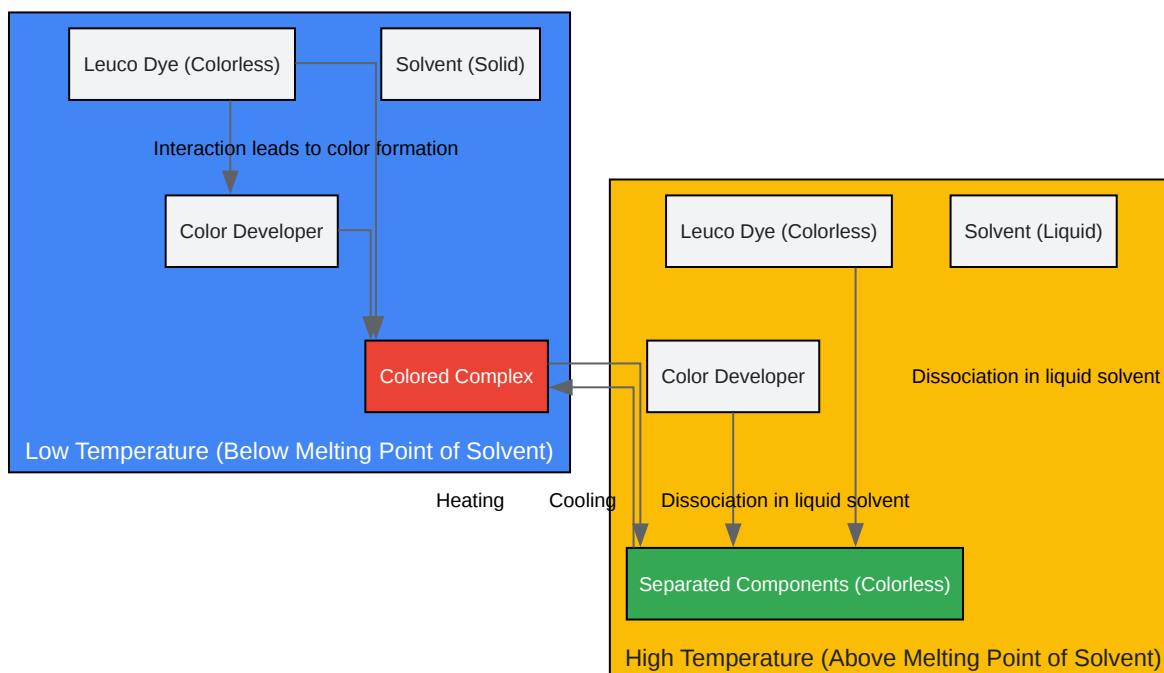 Leuco Dye (Colorless)
Solvent (Solid)
Interaction leads to color formation
Color Developer
Colored Complex
Low Temperature (Below Melting Point of Solvent)
Heating
Cooling
Leuco Dye (Colorless)
Solvent (Liquid)
Color Developer
Dissociation in liquid solvent
Dissociation in liquid solvent
Separated Components (Colorless)
High Temperature (Above Melting Point of Solvent)